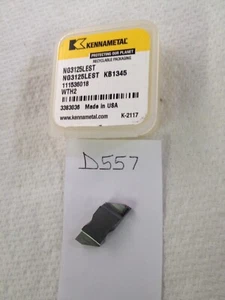 KENNAMETAL
PROTECTING OUR PLANET
RECYCLABLE PACKAGING
NG3125LEST
NG3125LEST KB1345
111536018
WTH2
3363036 Made in USA
www.kennametal.com K-2117
D557